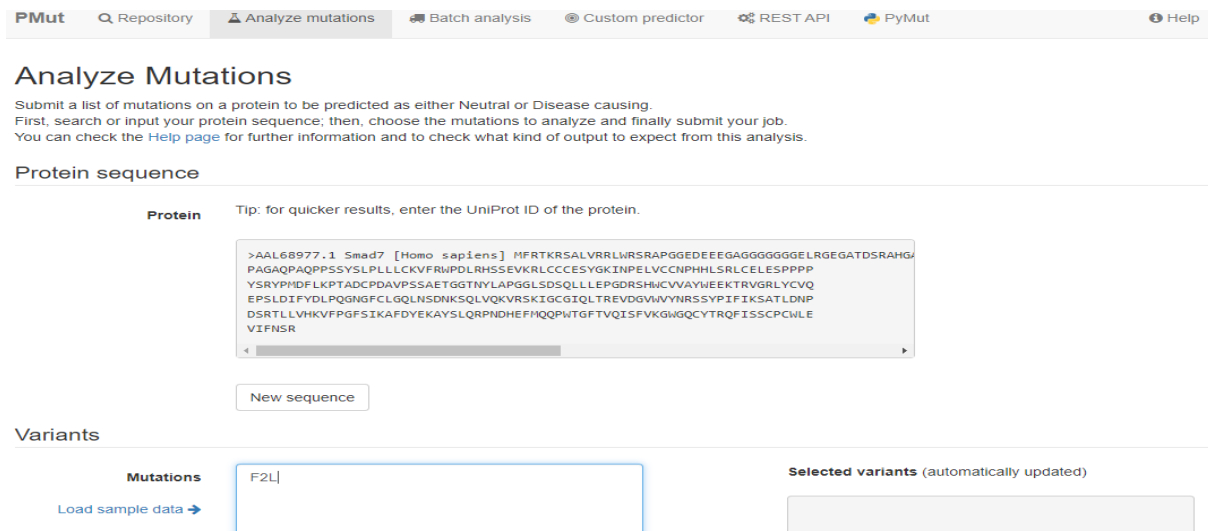 PMut Repository Analyze mutations Batch analysis Custom predictor REST API PyMut Help
Analyze Mutations
Submit a list of mutations on a protein to be predicted as either Neutral or Disease causing.
First, search or input your protein sequence; then, choose the mutations to analyze and finally submit your job.
You can check the Help page for further information and to check what kind of output to expect from this analysis.
Protein sequence
Protein Tip: for quicker results, enter the UniProt ID of the protein.
>AAL68977.1 Smad7 [Homo sapiens] MFRTKRSALVRRLWRSRAPGGEDEEEGAGGGGGGGELRGEGATDSRAHGA
PAGAQPAQPPSSYSLPLLLCKVFRWPDLRHSSEVKRLCCCESYGKINPELVCCNPHHLSRLCELESPPPP
YSRYPMDFLKPTADCPDAVPSSAETGGTNYLAPGGLSDSQLLLEPGDRSHWCVVAYWEEKTRVGRLYCVQ
EPSLDIFYDLPQGNGFCLGQLNSDNKSQLVQKVRSKIGCGIQLTREVDGVWVYNRSSYPIFIKSATLDNP
DSRTLLVHKVFPGFSIKAFDYEKAYSLQRPNDHEFMQQPWTGFTVQISFVKGWGQCYTRQFISSCPCWLE
VIFNSR
New sequence
Variants
Mutations F2L Selected variants (automatically updated)
Load sample data →